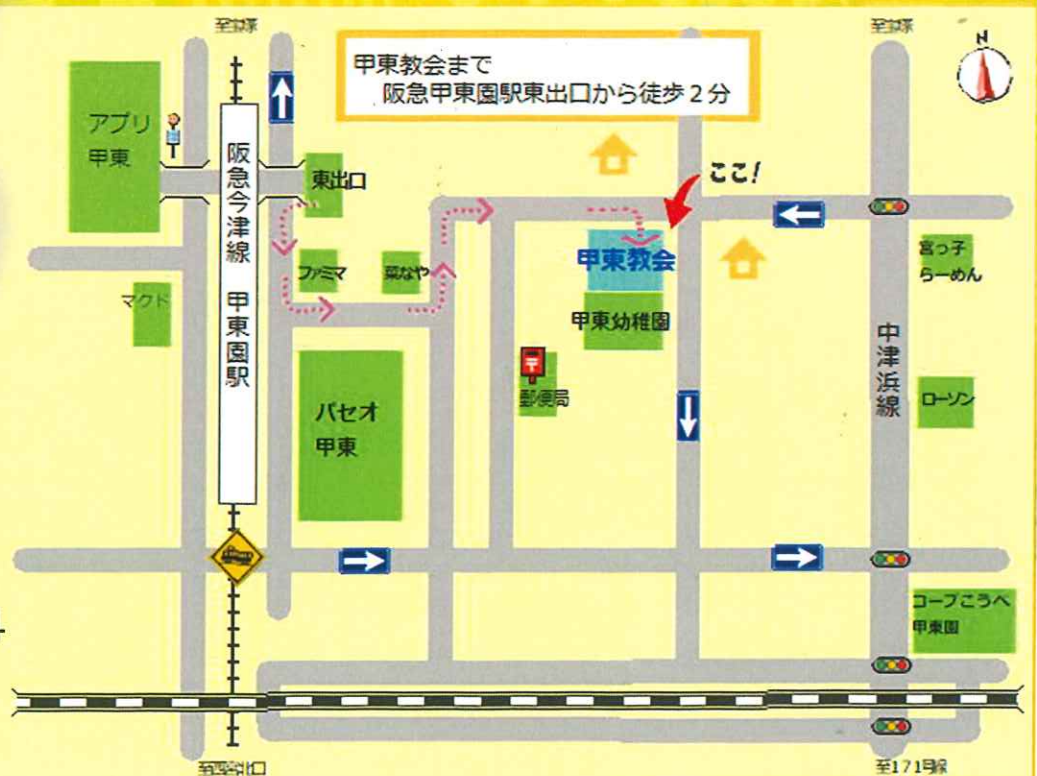 至宝塚
至宝塚
N
甲東教会まで
阪急甲東園駅東出口から徒歩2分
アプリ
甲東
阪急今津線 甲東園駅
東出口
ここ!
ファミマ
菜なや
甲東教会
宮っ子
らーめん
マクド
甲東幼稚園
中津浜線
〒
郵便局
ローソン
パセオ
甲東
コープこうべ
甲東園
至171号線